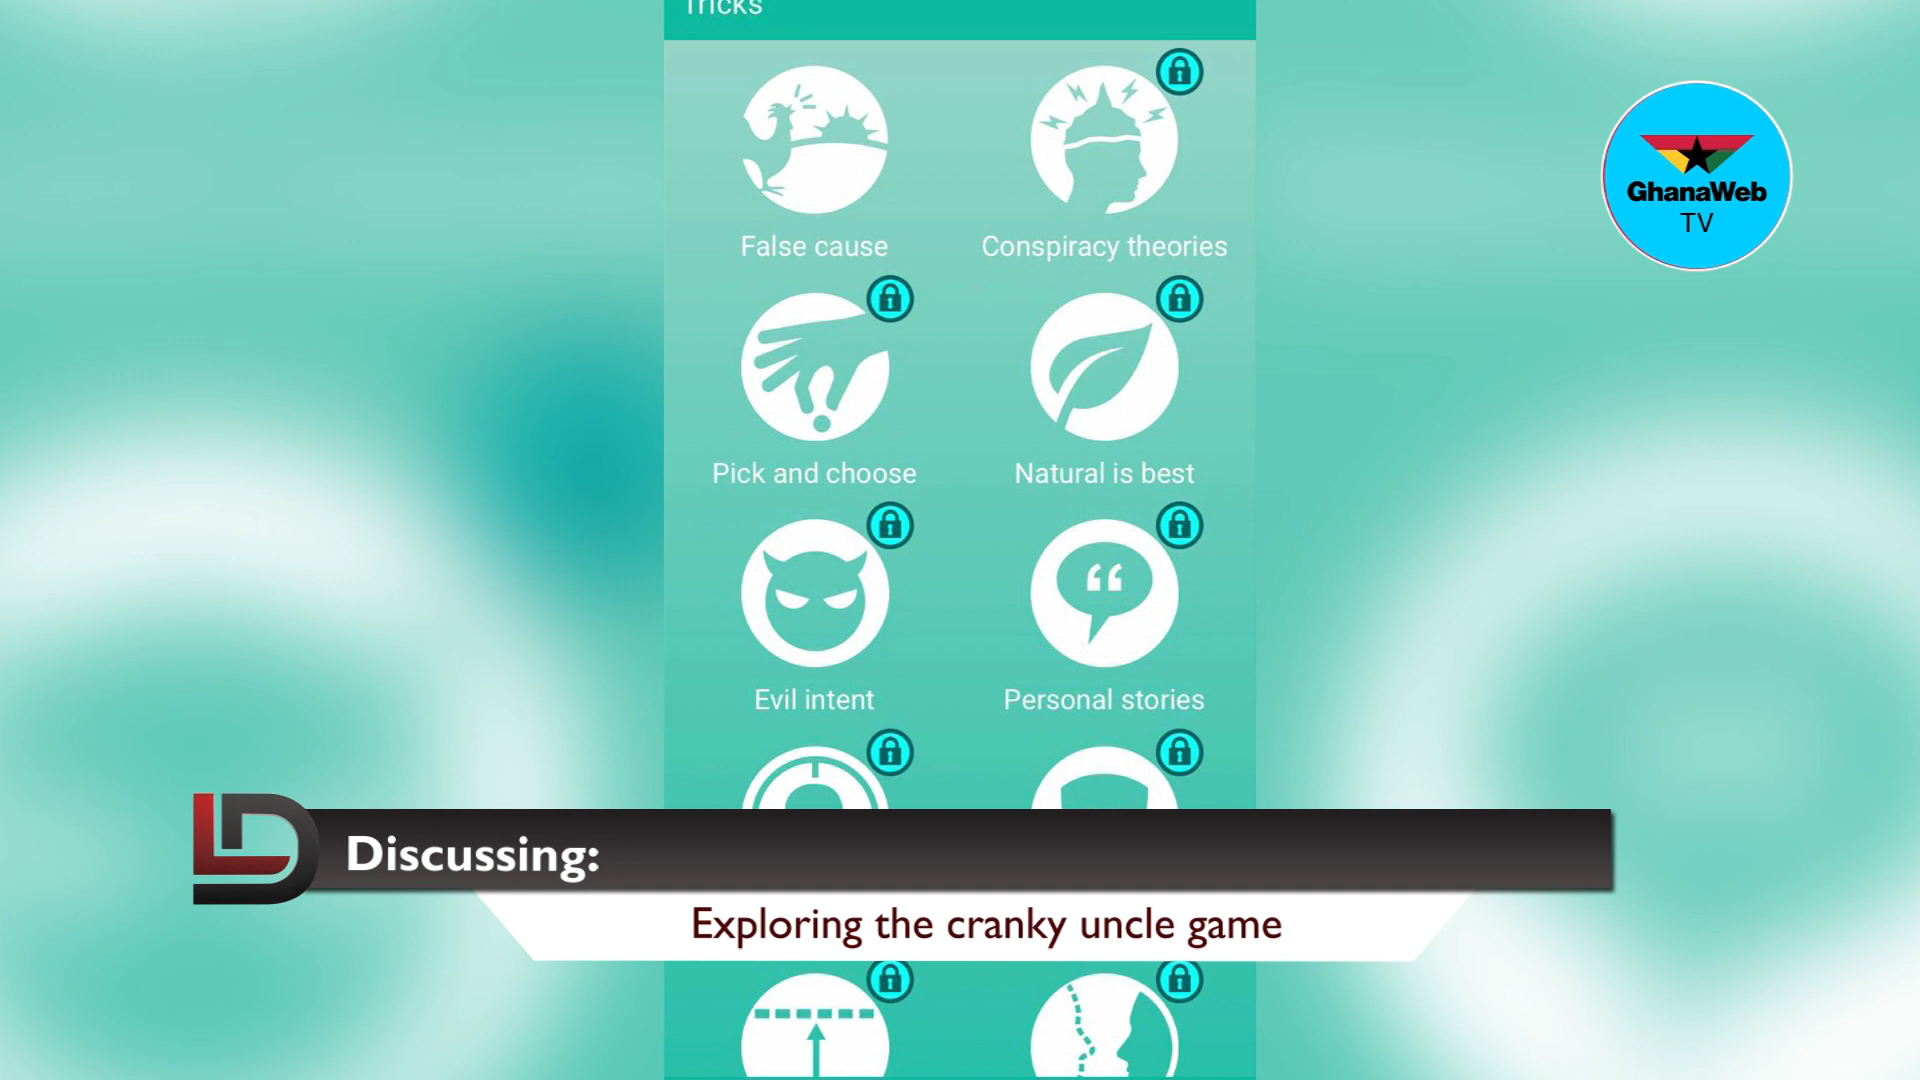 Tricks
False cause
Conspiracy theories
GhanaWeb
TV
Pick and choose
Natural is best
Evil intent
Personal stories
LD
Discussing:
Exploring the cranky uncle game